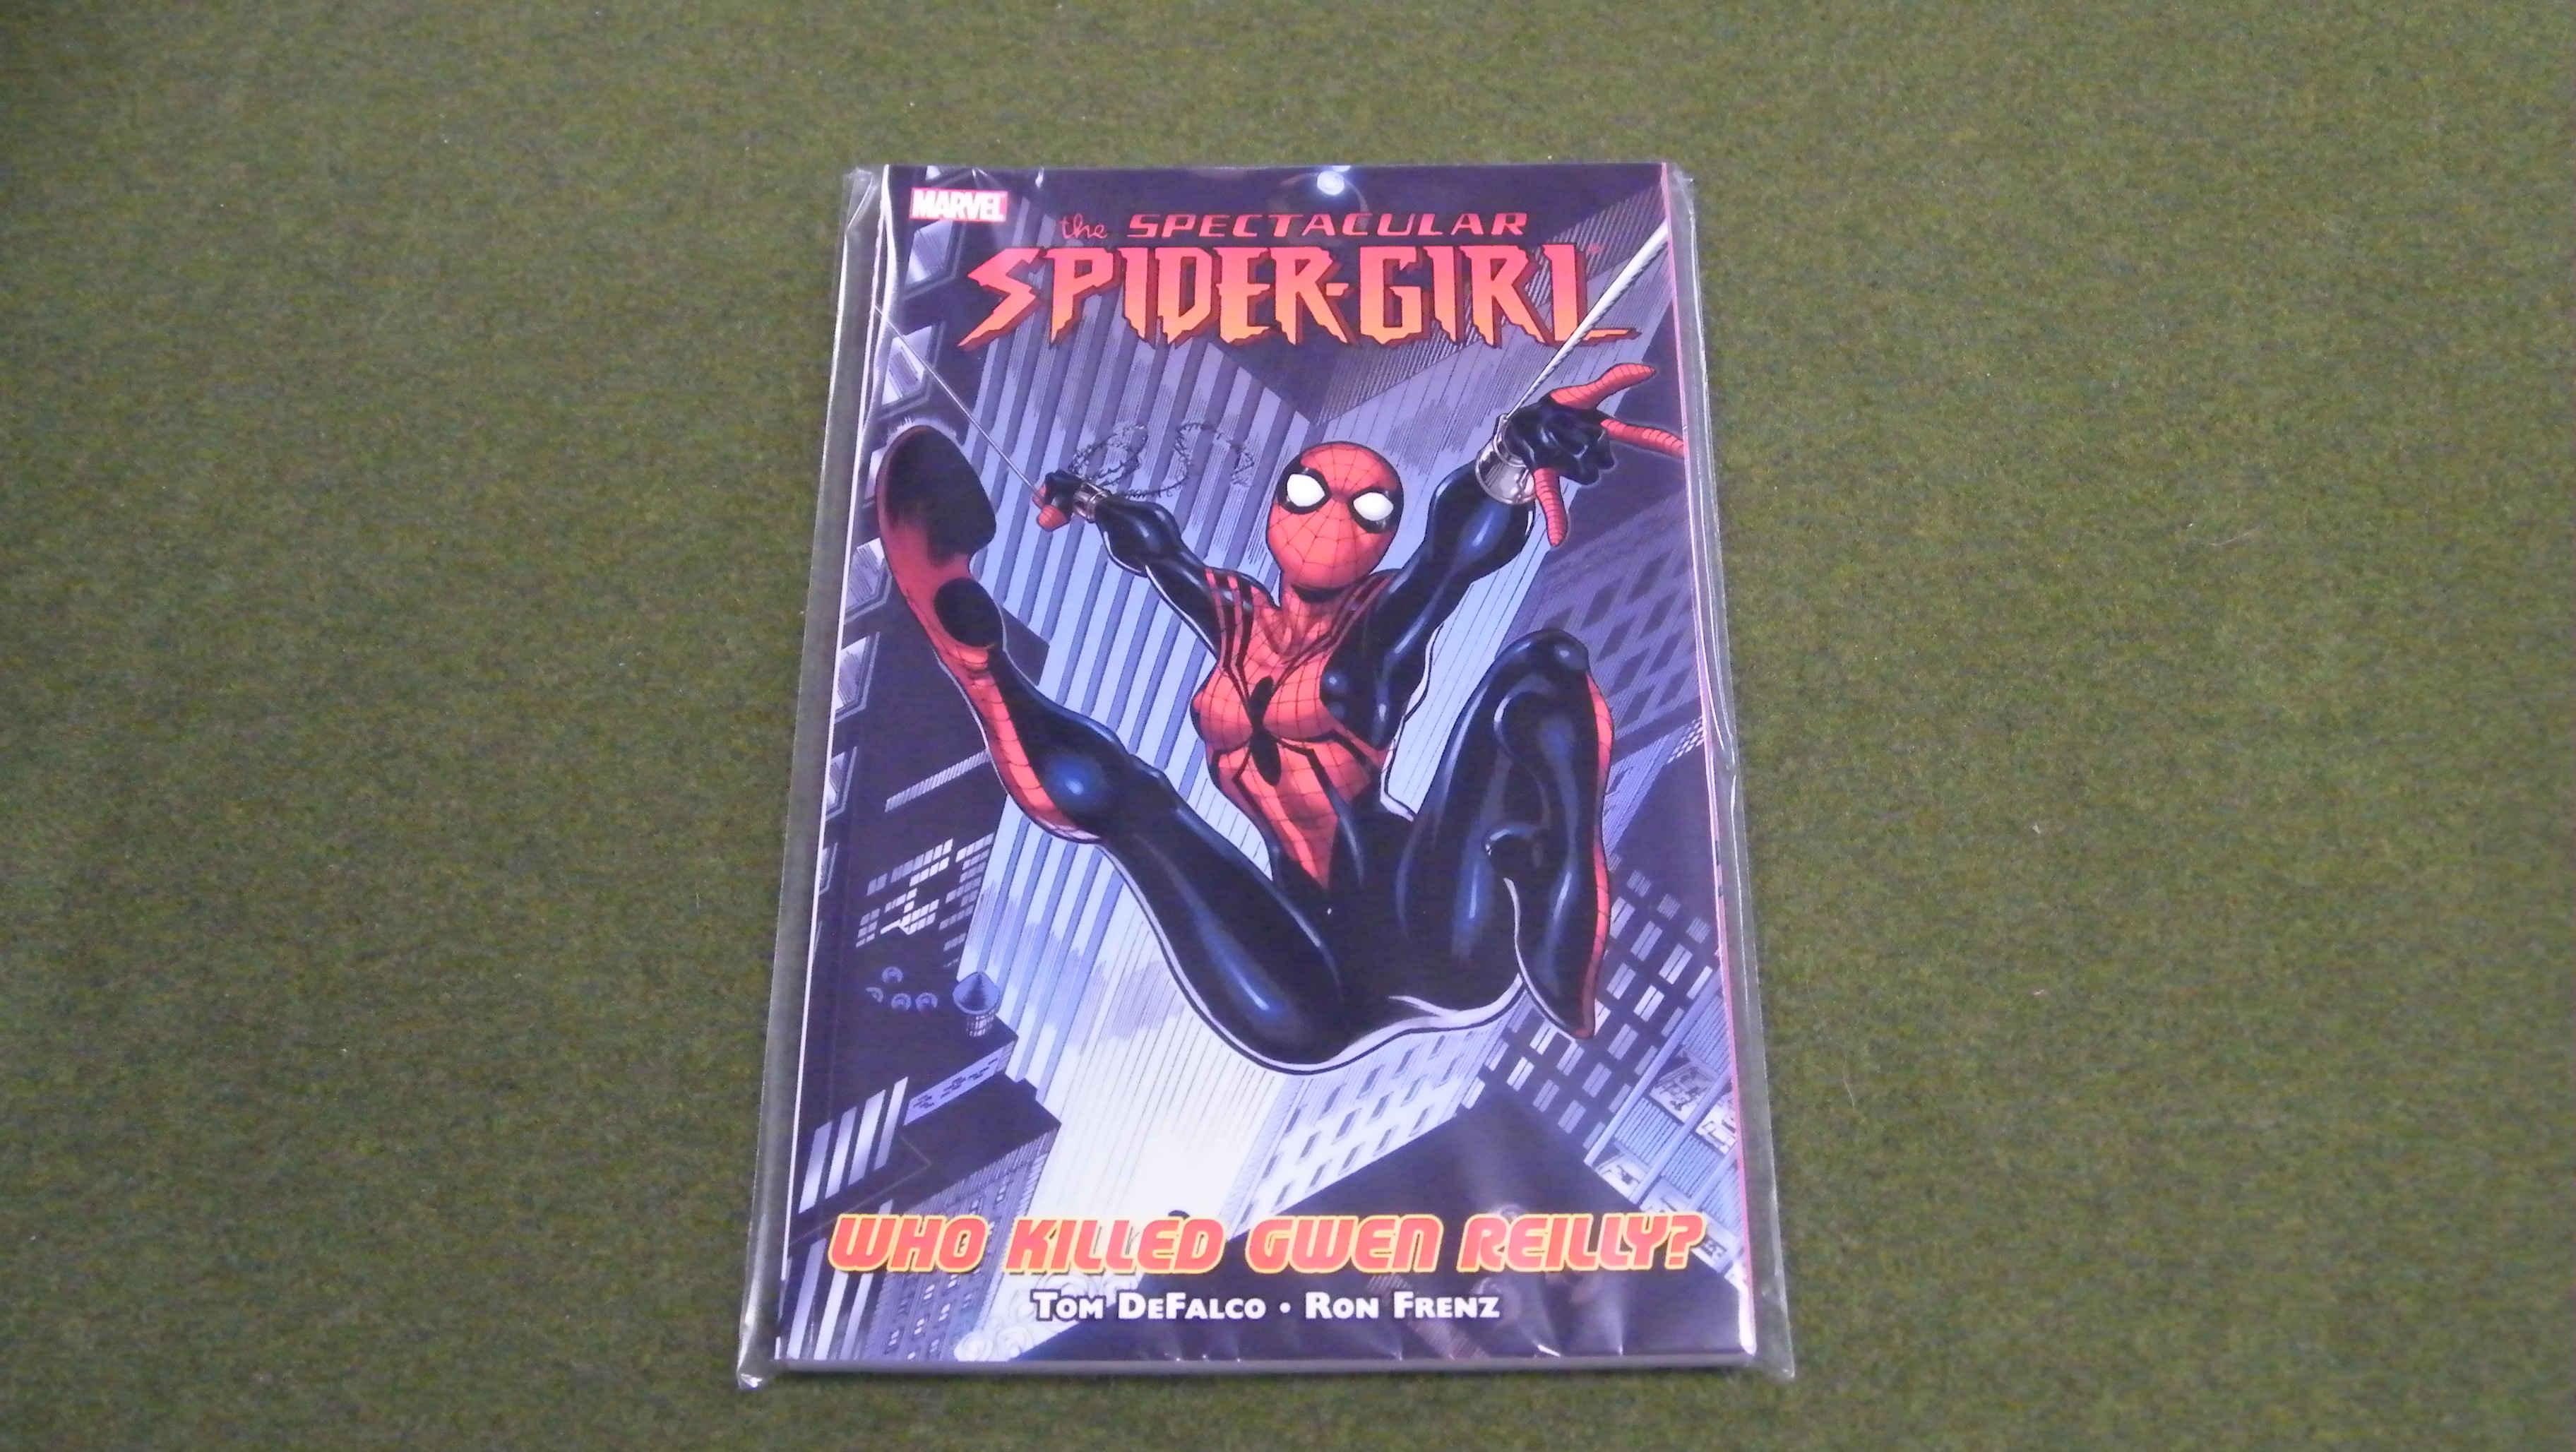 MARVEL
the SPECTACULAR
SPIDER-GIRL
WHO KILLED GWEN REILLY?
TOM DEFALCO • RON FRENZ